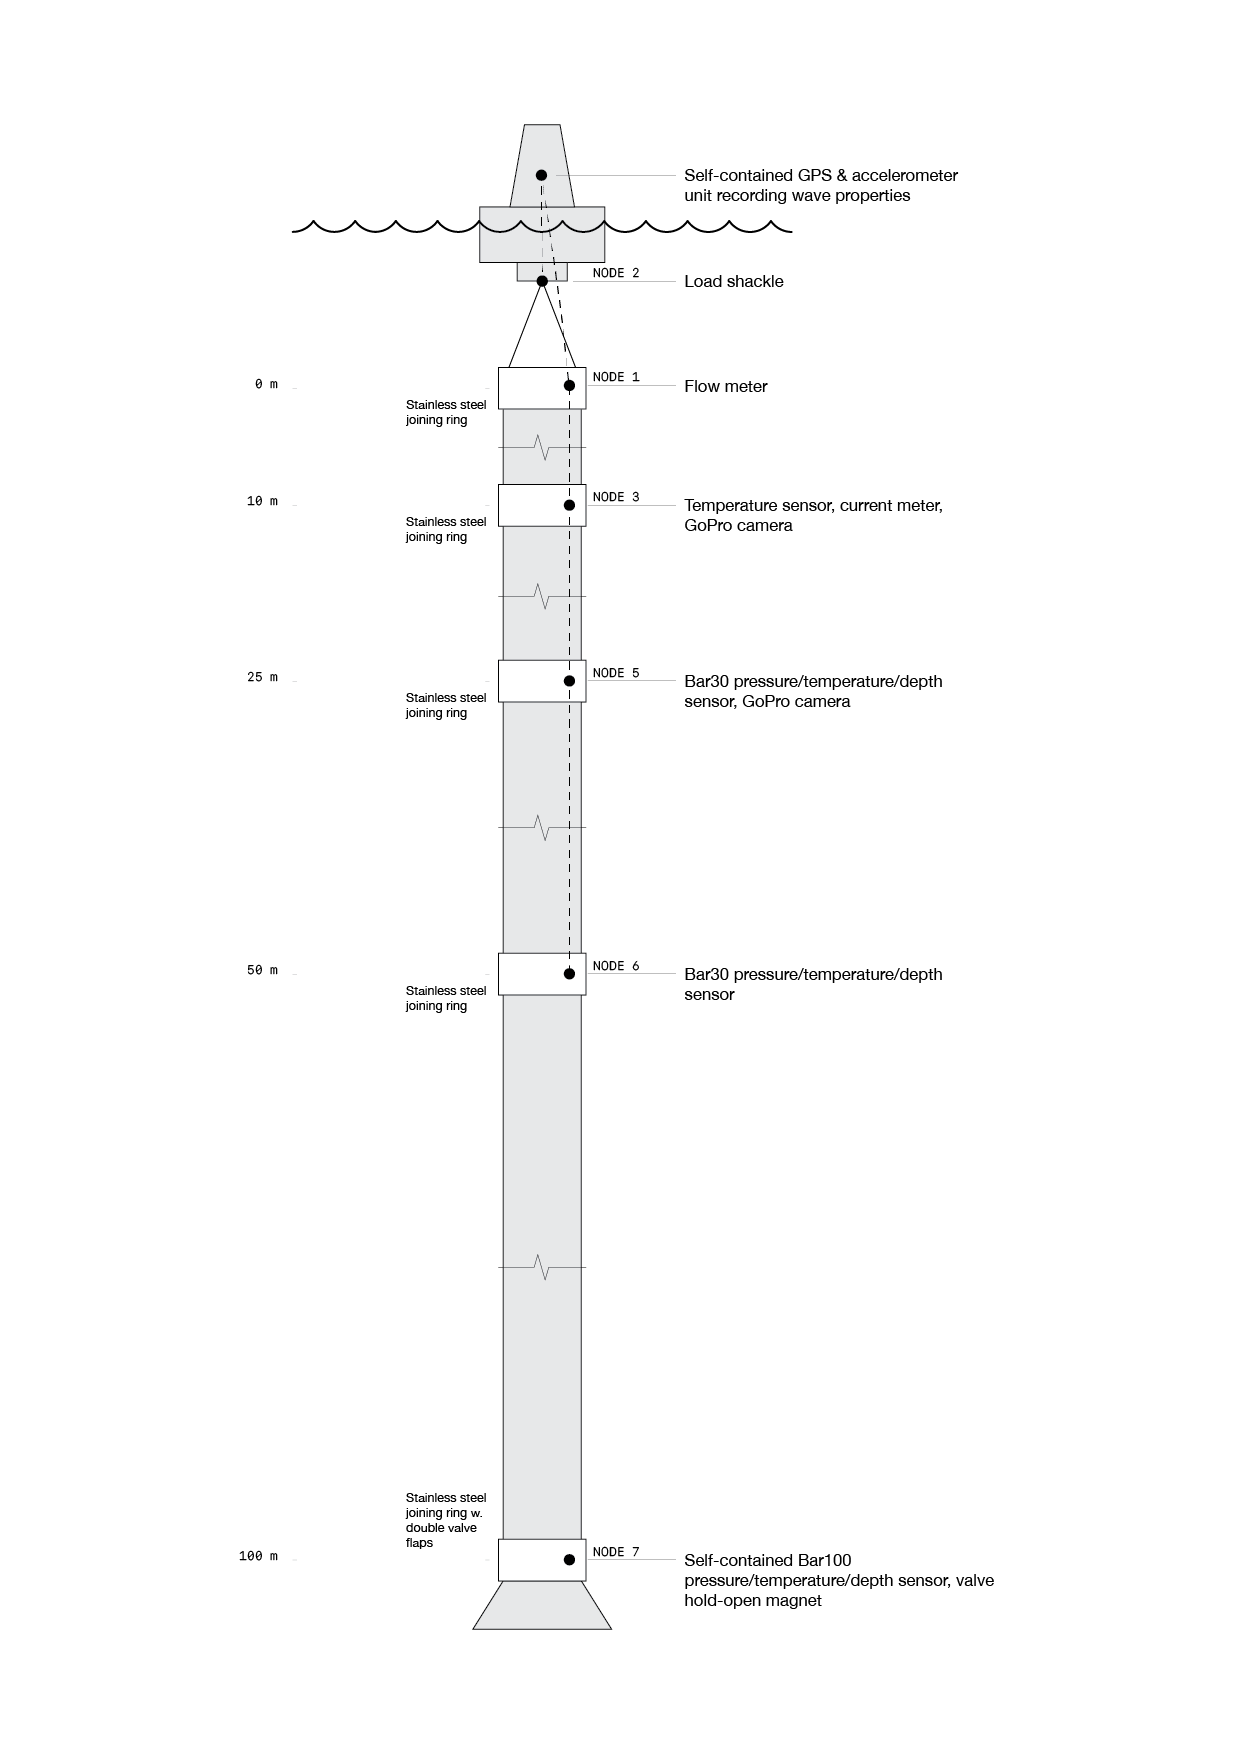 Self-contained GPS & accelerometer
unit recording wave properties
NODE 2
Load shackle
0 m
NODE 1
Flow meter
Stainless steel
joining ring
10 m
NODE 3
Temperature sensor, current meter,
GoPro camera
Stainless steel
joining ring
25 m
NODE 5
Bar30 pressure/temperature/depth
sensor, GoPro camera
Stainless steel
joining ring
50 m
NODE 6
Bar30 pressure/temperature/depth
sensor
Stainless steel
joining ring
Stainless steel
joining ring w.
double valve
flaps
100 m
NODE 7
Self-contained Bar100
pressure/temperature/depth sensor, valve
hold-open magnet